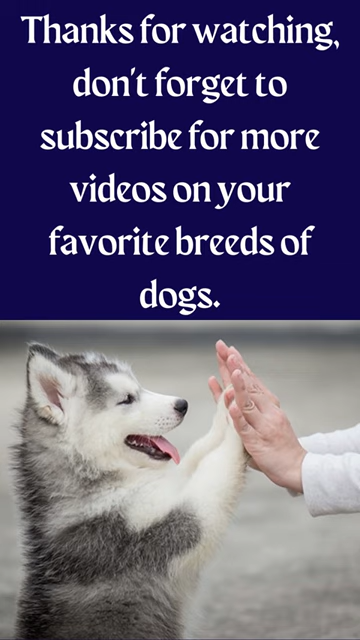 Thanks for watching,
don't forget to
subscribe for more
videos on your
favorite breeds of
dogs.